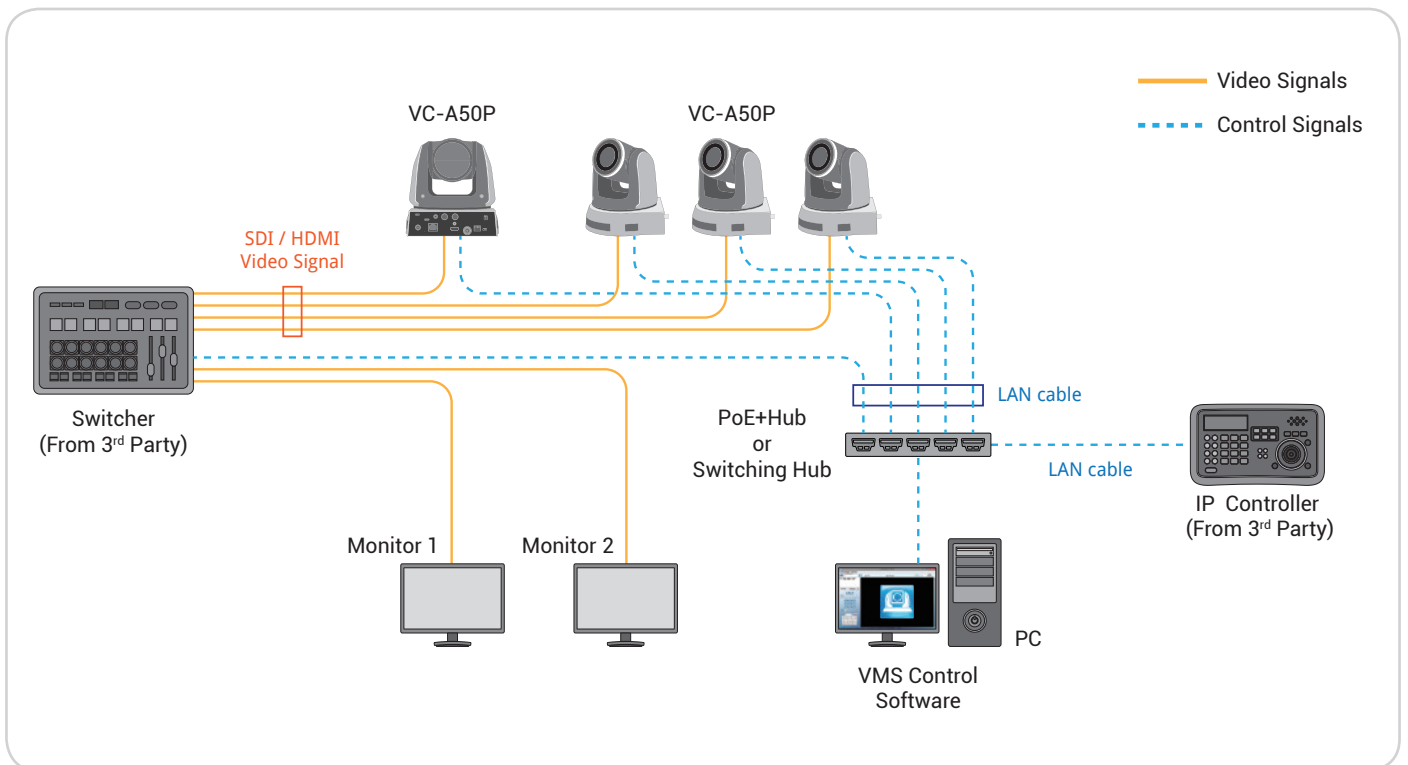 Video Signals
Control Signals
VC-A50P
VC-A50P
SDI / HDMI
Video Signal
Switcher
(From 3rd Party)
LAN cable
PoE+Hub
or
Switching Hub
LAN cable
IP Controller
(From 3rd Party)
Monitor 1
Monitor 2
PC
VMS Control
Software